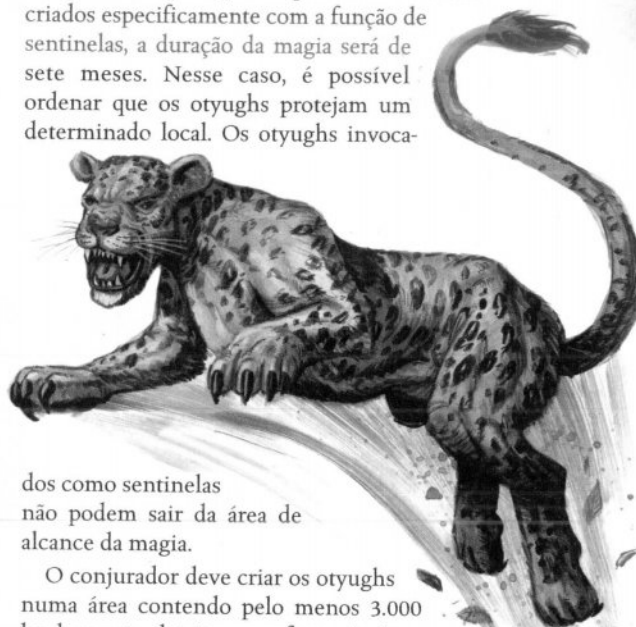 criados especificamente com a função de
sentinelas, a duração da magia será de
sete meses. Nesse caso, é possível
ordenar que os otyughs protejam um
determinado local. Os otyughs invoca-
dos como sentinelas
não podem sair da área de
alcance da magia.
O conjurador deve criar os otyughs
numa área contendo pelo menos 3.000